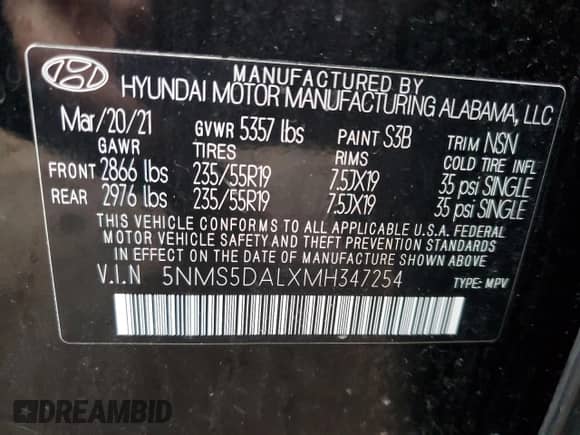 MANUFACTURED BY
HYUNDAI MOTOR MANUFACTURING ALABAMA, LLC
Mar/20/21 GVWR 5357 lbs PAINT S3B TRIM NSN
GAWR TIRES RIMS COLD TIRE INFL
FRONT 2866 lbs 235/55R19 7.5JX19 35 psi SINGLE
REAR 2976 lbs 235/55R19 7.5JX19 35 psi SINGLE
THIS VEHICLE CONFORMS TO ALL APPLICABLE U.S.A. FEDERAL
MOTOR VEHICLE SAFETY AND THEFT PREVENTION STANDARDS
IN EFFECT ON THE DATE OF MANUFACTURE SHOWN ABOVE.
V.I.N 5NMS5DALXMH347254 TYPE: MPV
DREAMBID